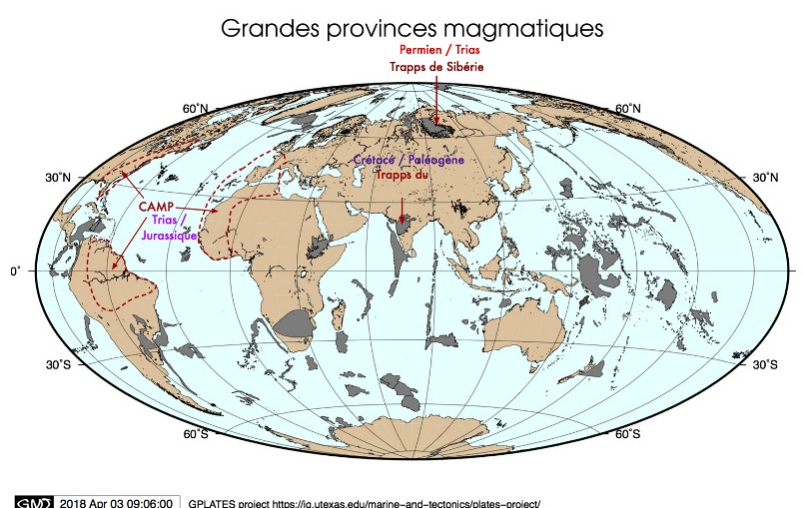 Grandes provinces magmatiques
Permien / Trias
Trapps de Sibérie
60˚N
60˚N
Crétacé / Paléogène
Trapps du
30˚N
30˚N
CAMP
Trias /
Jurassique
0˚
30˚S
30˚S
60˚S
60˚S
GMD 2018 Apr 03 09:06:00 GPLATES project https://ig.utexas.edu/marine−and−tectonics/plates−project/